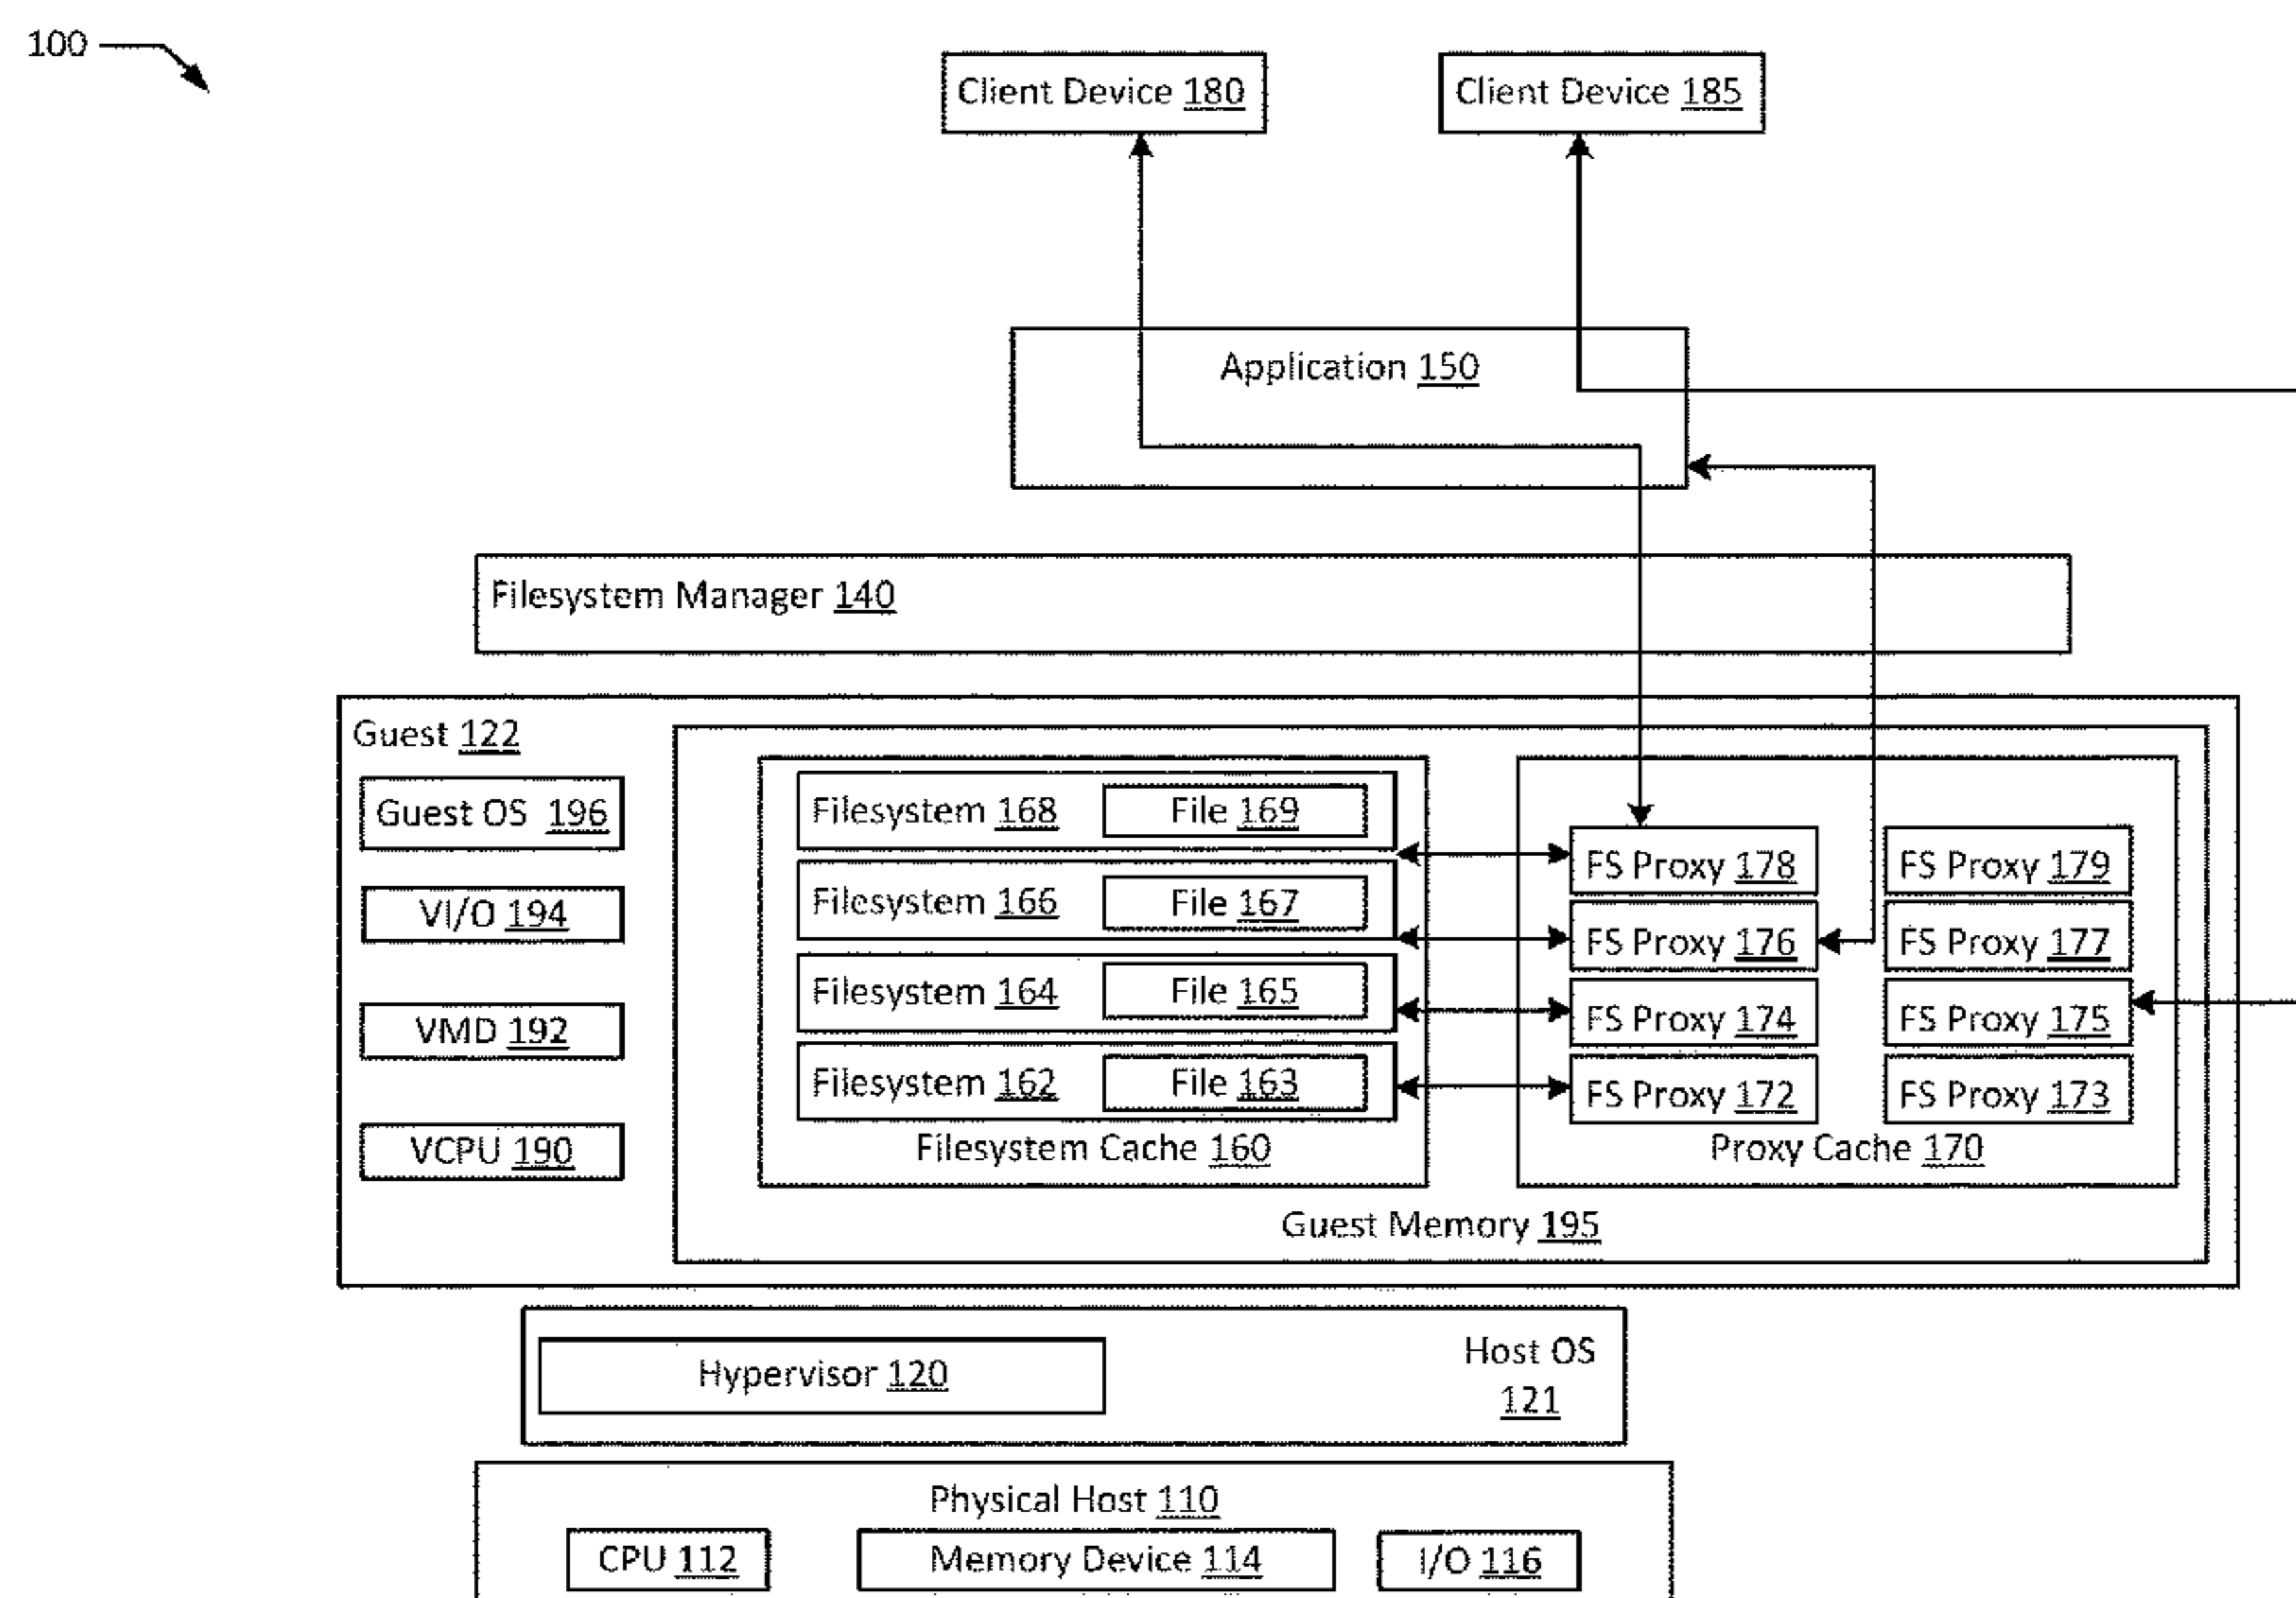 100
Client Device 180
Client Device 185
Application 150
Filesystem Manager 140
Guest 122
Guest OS 196
VI/O 194
VMD 192
VCPU 190
Filesystem 168
File 169
Filesystem 166
File 167
Filesystem 164
File 165
Filesystem 162
File 163
Filesystem Cache 160
FS Proxy 178
FS Proxy 179
FS Proxy 176
FS Proxy 177
FS Proxy 174
FS Proxy 175
FS Proxy 172
FS Proxy 173
Proxy Cache 170
Guest Memory 195
Hypervisor 120
Host OS
121
Physical Host 110
CPU 112
Memory Device 114
I/O 116